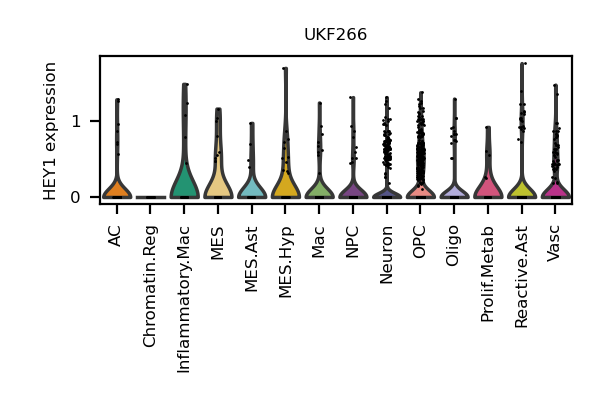 UKF266
HEY1 expression
1
0
AC
Chromatin.Reg
Inflammatory.Mac
MES
MES.Ast
MES.Hyp
Mac
NPC
Neuron
OPC
Oligo
Prolif.Metab
Reactive.Ast
Vasc